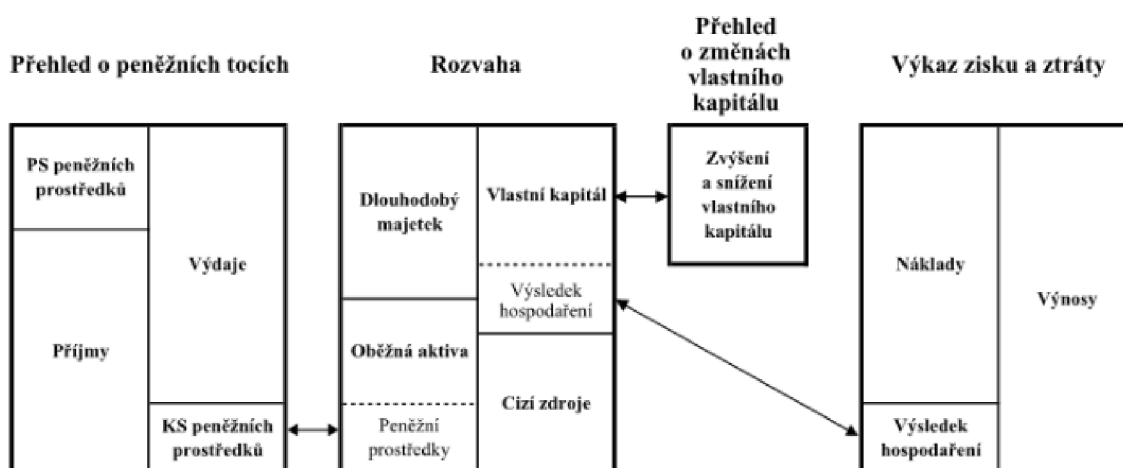 Přehled o peněžních tocích
Rozvaha
Přehled
o změnách
vlastního
kapitálu
Výkaz zisku a ztráty
PS peněžních
prostředků
Příjmy
Výdaje
KS peněžních
prostředků
Dlouhodobý
majetek
Oběžná aktiva
Peněžní
prostředky
Vlastní kapitál
Výsledek
hospodaření
Cizí zdroje
Zvýšení
a snížení
vlastního
kapitálu
Náklady
Výsledek
hospodaření
Výnosy